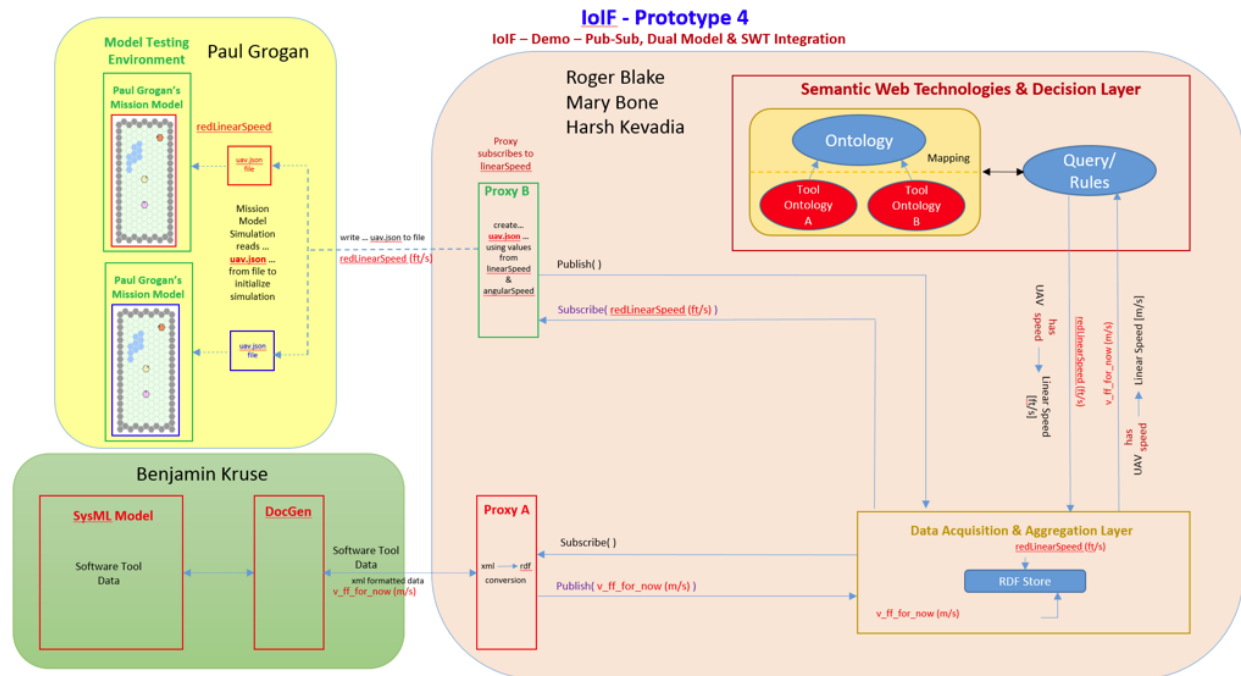 IoIF - Prototype 4
IoIF – Demo – Pub-Sub, Dual Model & SWT Integration
Model Testing
Environment
Paul Grogan
Paul Grogan's
Mission Model
redLinearSpeed
uav.json
file
Mission
Model
Simulation
reads ...
uav.json ...
from file to
initialize
simulation
Paul Grogan's
Mission Model
uav.json
file
write ... uav.json to file
redLinearSpeed (ft/s)
Roger Blake
Mary Bone
Harsh Kevadia
Proxy
subscribes to
linearSpeed
Proxy B
create...
uav.json ...
using values
from
linearSpeed
&
angularSpeed
Publish( )
Subscribe( redLinearSpeed (ft/s) )
Semantic Web Technologies & Decision Layer
Ontology
Mapping
Tool
Ontology
A
Tool
Ontology
B
Query/
Rules
UAV has speed
Linear Speed
[ft/s]
redLinearSpeed (ft/s)
v_ff_for_now (m/s)
UAV has speed
Linear Speed [m/s]
Benjamin Kruse
SysML Model
Software Tool
Data
DocGen
Software Tool
Data
xml formatted data
v_ff_for_now (m/s)
Proxy A
xml rdf
conversion
Subscribe( )
Publish( v_ff_for_now (m/s) )
Data Acquisition & Aggregation Layer
redLinearSpeed (ft/s)
RDF Store
v_ff_for_now (m/s)